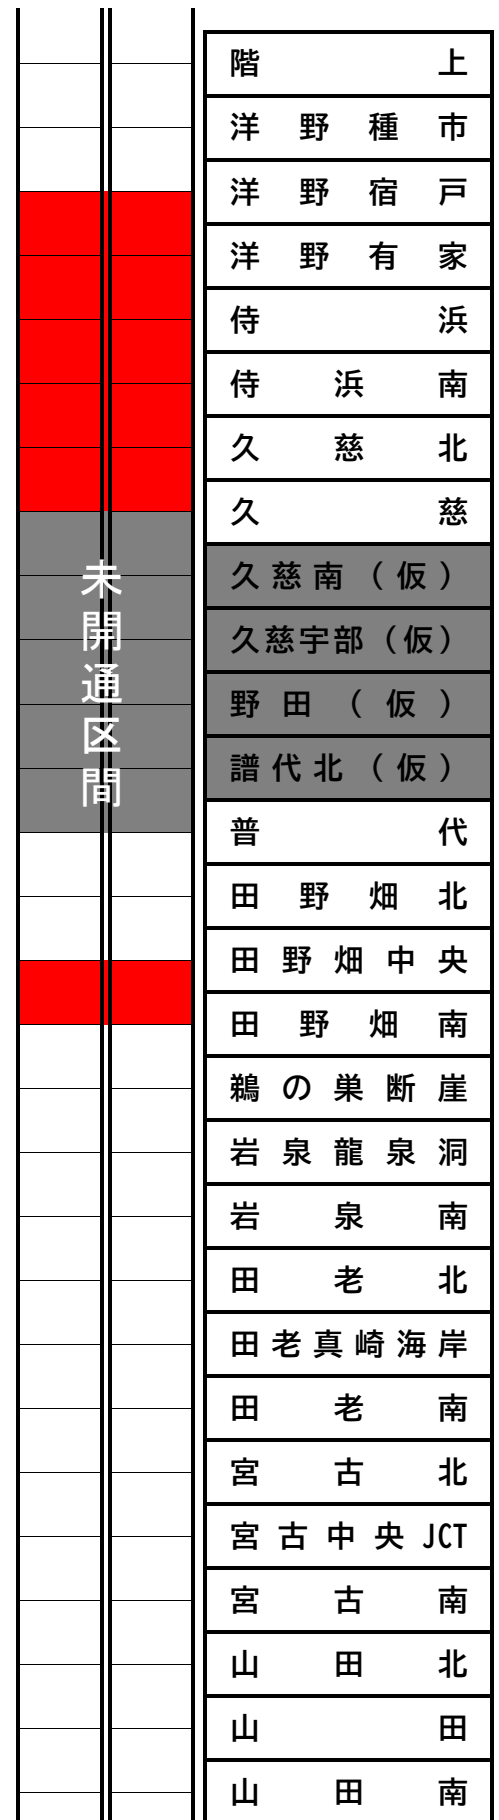 階上
洋野種市
洋野宿戸
洋野有家
侍浜
侍浜南
久慈北
久慈
久慈南（仮）
久慈宇部（仮）
野田（仮）
譜代北（仮）
普代
田野畑北
田野畑中央
田野畑南
鵜の巣断崖
岩泉龍泉洞
岩泉南
田老北
田老真崎海岸
田老南
宮古北
宮古中央JCT
宮古南
山田北
山田
山田南
未開通区間